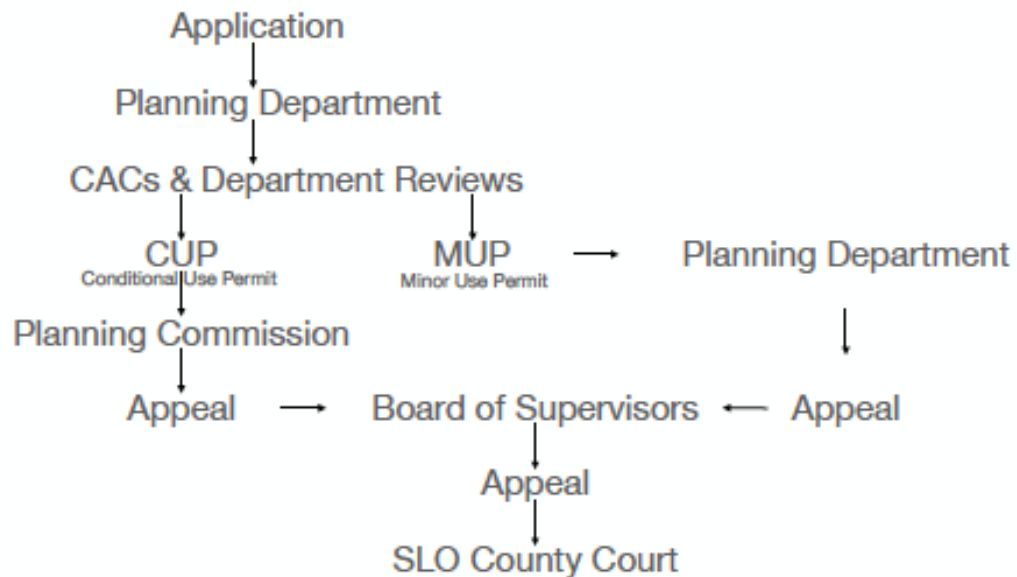 Application
Planning Department
CACs & Department Reviews
CUP
Conditional Use Permit
MUP
Minor Use Permit
Planning Department
Planning Commission
Appeal
Board of Supervisors
Appeal
Appeal
SLO County Court